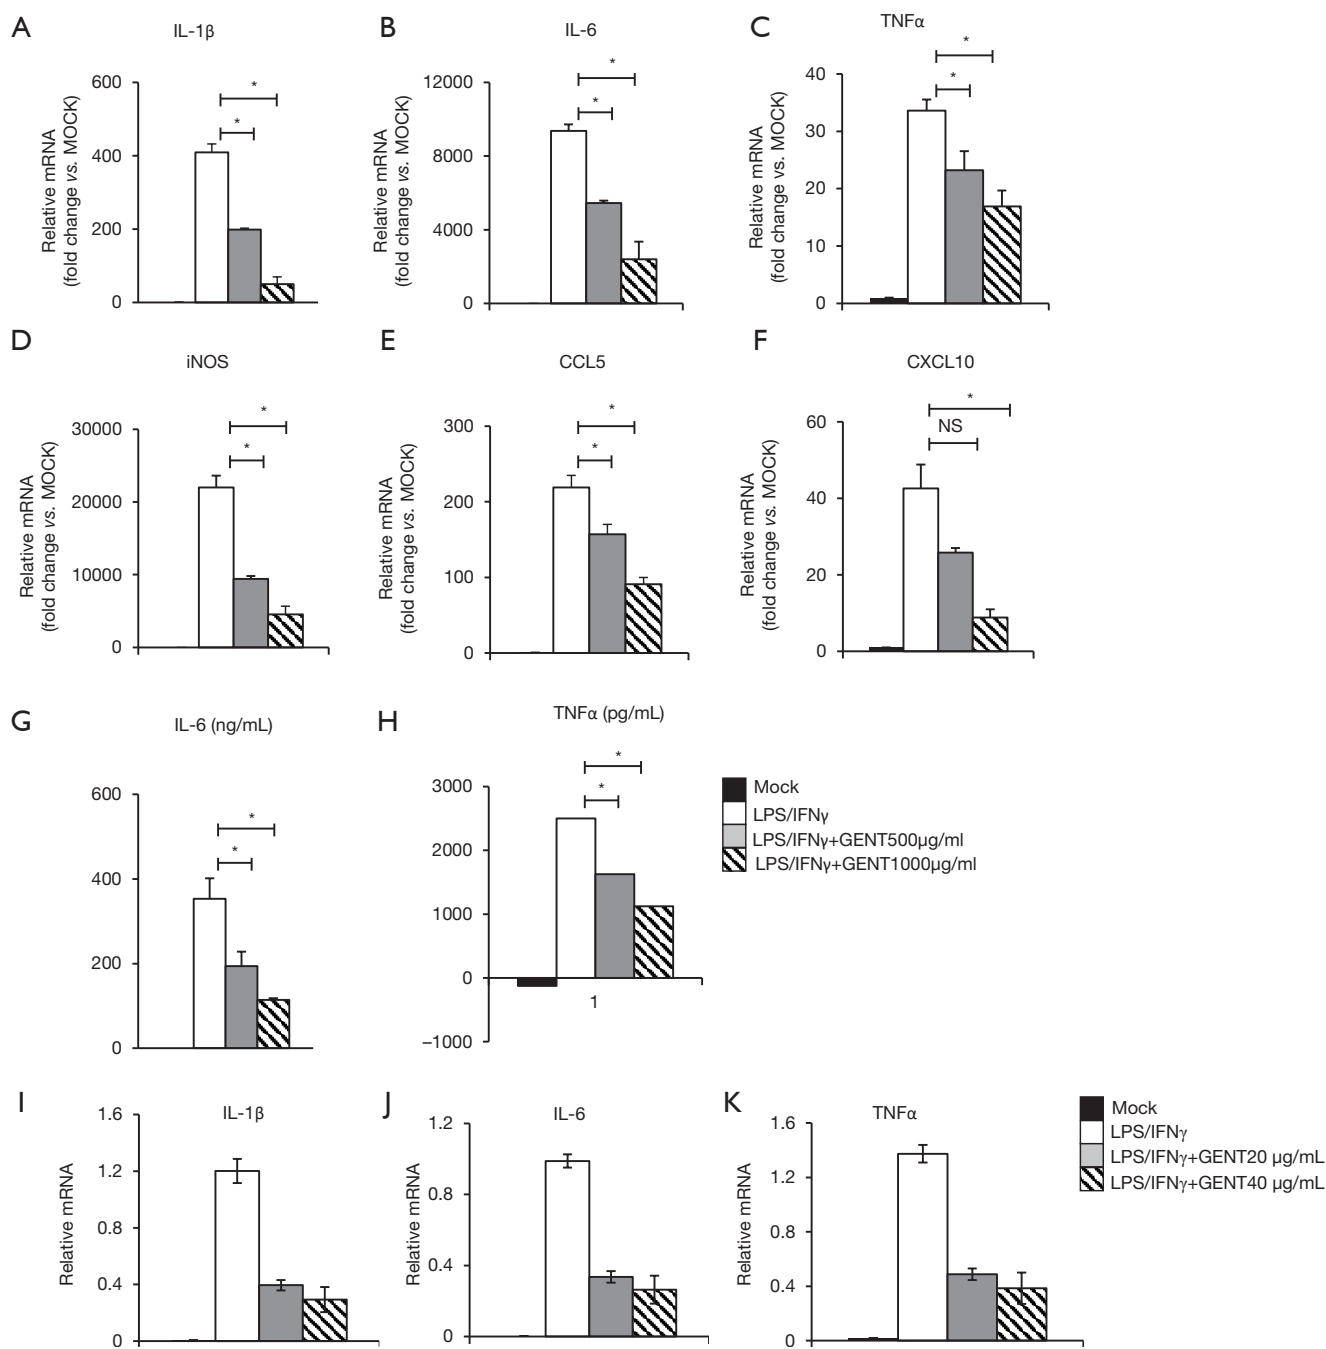 A
IL-1β
Relative mRNA
(fold change vs. MOCK)
600
400
200
0
*
*
B
IL-6
Relative mRNA
(fold change vs. MOCK)
12000
8000
4000
0
*
*
C
TNFα
Relative mRNA
(fold change vs. MOCK)
40
30
20
10
0
*
*
D
iNOS
Relative mRNA
(fold change vs. MOCK)
30000
20000
10000
0
*
*
E
CCL5
Relative mRNA
(fold change vs. MOCK)
300
200
100
0
*
*
F
CXCL10
Relative mRNA
(fold change vs. MOCK)
60
40
20
0
*
NS
G
IL-6 (ng/mL)
600
400
200
0
*
*
H
TNFα (pg/mL)
3000
2000
1000
0
–1000
*
*
1
Mock
LPS/IFNγ
LPS/IFNγ+GENT500µg/ml
LPS/IFNγ+GENT1000µg/ml
I
IL-1β
Relative mRNA
1.6
1.2
0.8
0.4
0
J
IL-6
Relative mRNA
1.2
0.8
0.4
0
K
TNFα
Relative mRNA
1.6
1.2
0.8
0.4
0
Mock
LPS/IFNγ
LPS/IFNγ+GENT20 µg/mL
LPS/IFNγ+GENT40 µg/mL